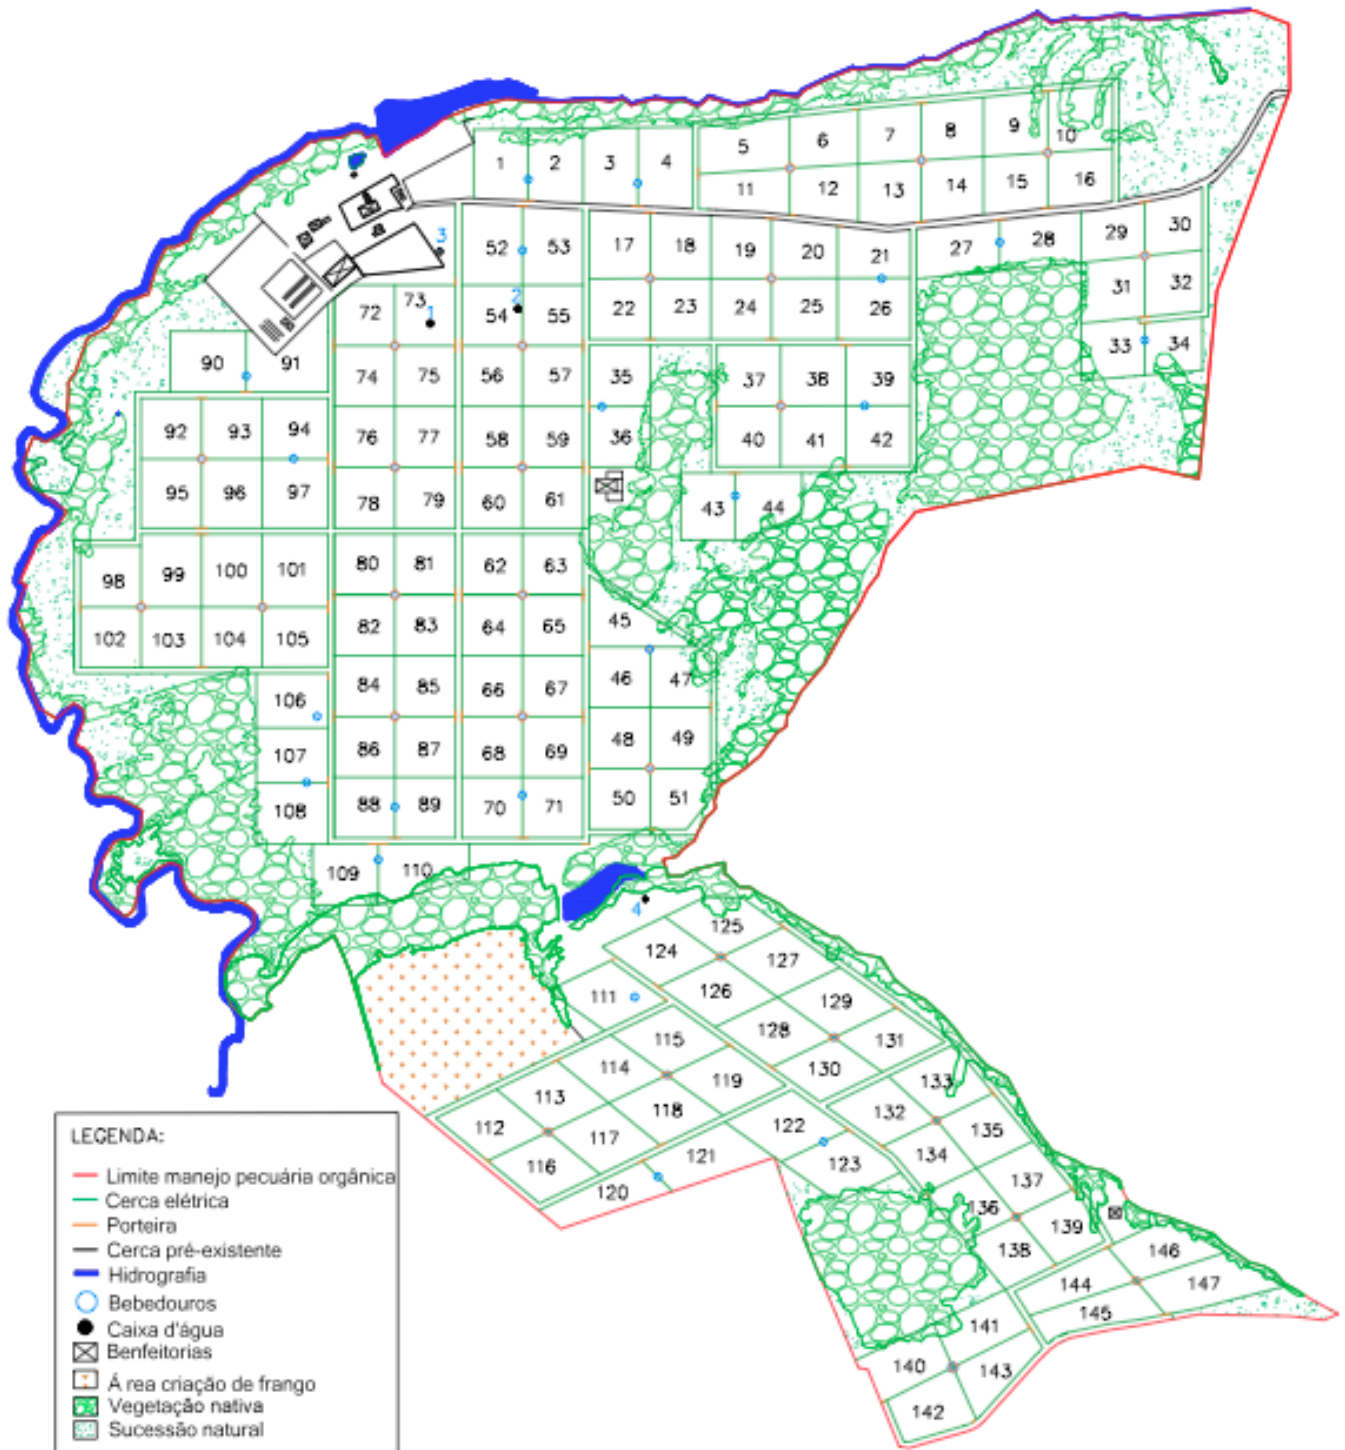 1 2 3 4 5 6 7 8 9 10
11 12 13 14 15 16
3 52 53 17 18 19 20 21 27 28 29 30
72 73 1 54 2 55 22 23 24 25 26 31 32
33 34
90 91 74 75 56 57 35 37 38 39
92 93 94 76 77 58 59 36 40 41 42
95 96 97 78 79 60 61 43 44
98 99 100 101 80 81 62 63
102 103 104 105 82 83 64 65 45
106 84 85 66 67 46 47
107 86 87 68 69 48 49
108 88 89 70 71 50 51
109 110
4
125
124 127
111 126 129
128 131
115 130
114 119 133
113 118 132 135
112 117 122 134 137
116 121 123 136 139
120 138 146
144 147
145
141
140 143
142
LEGENDA:
Limite manejo pecuária orgânica
Cerca elétrica
Porteira
Cerca pré-existente
Hidrografia
Bebedouros
Caixa d'água
Benfeitorias
Á rea criação de frango
Vegetação nativa
Sucessão natural